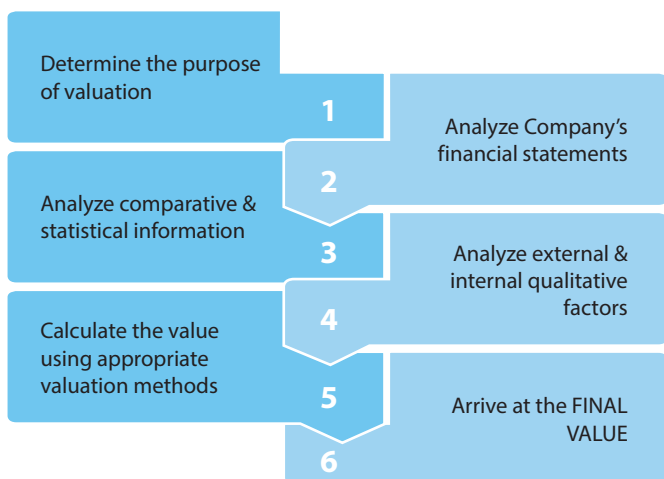 Determine the purpose
of valuation
1
Analyze Company’s
financial statements
2
Analyze comparative &
statistical information
3
Analyze external &
internal qualitative
factors
4
Calculate the value
using appropriate
valuation methods
5
Arrive at the FINAL
VALUE
6